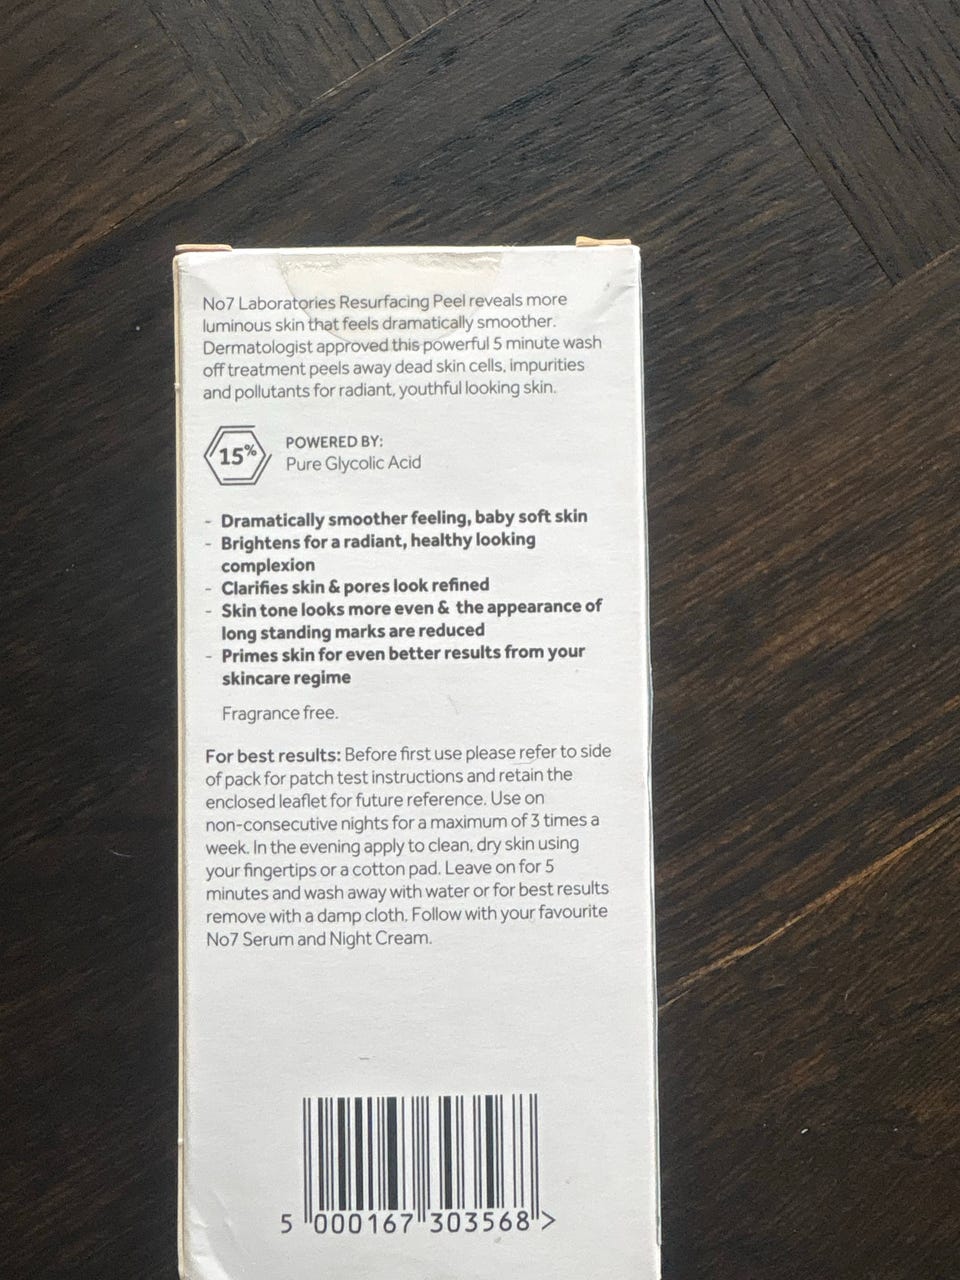 No7 Laboratories Resurfacing Peel reveals more
luminous skin that feels dramatically smoother.
Dermatologist approved this powerful 5 minute wash
off treatment peels away dead skin cells, impurities
and pollutants for radiant, youthful looking skin.
15%
POWERED BY:
Pure Glycolic Acid
- Dramatically smoother feeling, baby soft skin
- Brightens for a radiant, healthy looking
complexion
- Clarifies skin & pores look refined
- Skin tone looks more even & the appearance of
long standing marks are reduced
- Primes skin for even better results from your
skincare regime
Fragrance free.
For best results: Before first use please refer to side
of pack for patch test instructions and retain the
enclosed leaflet for future reference. Use on
non-consecutive nights for a maximum of 3 times a
week. In the evening apply to clean, dry skin using
your fingertips or a cotton pad. Leave on for 5
minutes and wash away with water or for best results
remove with a damp cloth. Follow with your favourite
No7 Serum and Night Cream.
5 000167 303568 >